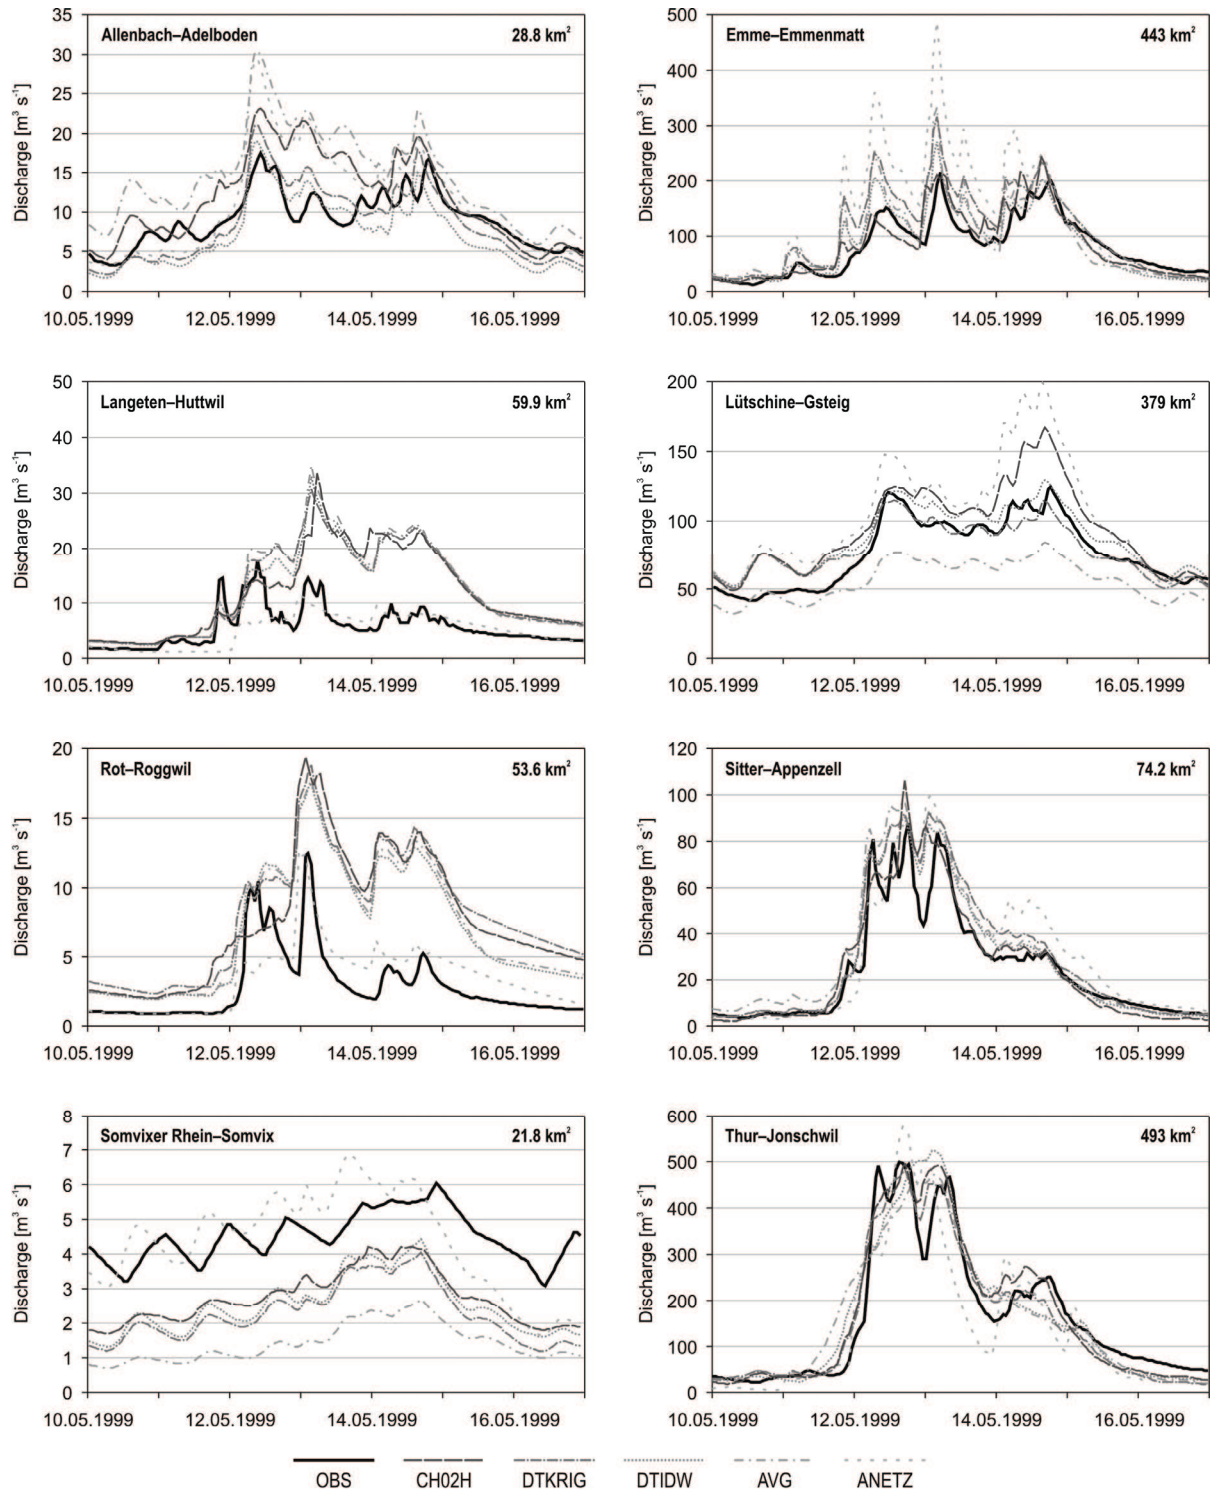 Allenbach–Adelboden 28.8 km²
Discharge [m³ s⁻¹]
35
30
25
20
15
10
5
0
10.05.1999 12.05.1999 14.05.1999 16.05.1999
Emme–Emmenmatt 443 km²
Discharge [m³ s⁻¹]
500
400
300
200
100
0
10.05.1999 12.05.1999 14.05.1999 16.05.1999
Langeten–Huttwil 59.9 km²
Discharge [m³ s⁻¹]
50
40
30
20
10
0
10.05.1999 12.05.1999 14.05.1999 16.05.1999
Lütschine–Gsteig 379 km²
Discharge [m³ s⁻¹]
200
150
100
50
0
10.05.1999 12.05.1999 14.05.1999 16.05.1999
Rot–Roggwil 53.6 km²
Discharge [m³ s⁻¹]
20
15
10
5
0
10.05.1999 12.05.1999 14.05.1999 16.05.1999
Sitter–Appenzell 74.2 km²
Discharge [m³ s⁻¹]
120
100
80
60
40
20
0
10.05.1999 12.05.1999 14.05.1999 16.05.1999
Somvixer Rhein–Somvix 21.8 km²
Discharge [m³ s⁻¹]
8
7
6
5
4
3
2
1
0
10.05.1999 12.05.1999 14.05.1999 16.05.1999
Thur–Jonschwil 493 km²
Discharge [m³ s⁻¹]
600
500
400
300
200
100
0
10.05.1999 12.05.1999 14.05.1999 16.05.1999
OBS CH02H DTKRIG DTIDW AVG ANETZ